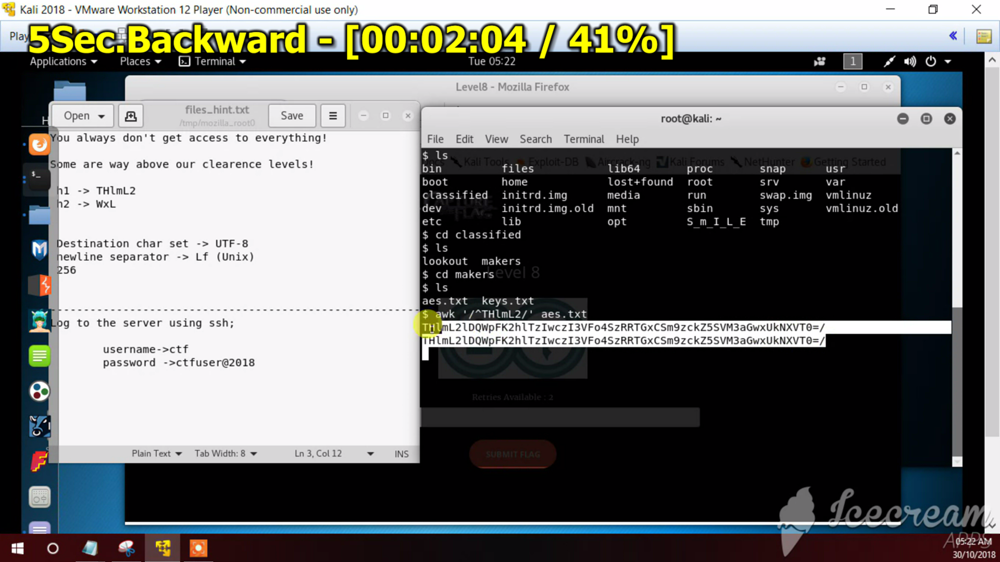 Kali 2018 - VMware Workstation 12 Player (Non-commercial use only)
Play
5Sec.Backward - [00:02:04 / 41%]
Applications Places Terminal Tue 05:22 1
Level8 - Mozilla Firefox
Open files_hint.txt Save
/tmp/mozilla_root0
H
You always don't get access to everything!
Some are way above our clearence levels!
h1 -> THlmL2
h2 -> WxL
Destination char set -> UTF-8
newline separator -> Lf (Unix)
256
Log to the server using ssh;
username->ctf
password ->ctfuser@2018
Plain Text Tab Width: 8 Ln 3, Col 12 INS
root@kali: ~
File Edit View Search Terminal Help
$ ls
Docs Kali Tools Exploit-DB Aircrack-ng Kali Forums NetHunter Getting Started
bin files lib64 proc snap usr
boot home lost+found root srv var
classified initrd.img media run swap.img vmlinuz
dev initrd.img.old mnt sbin sys vmlinuz.old
etc lib opt S_m_I_L_E tmp
$ cd classified
$ ls
lookout makers
$ cd makers
Level 8
$ ls
aes.txt keys.txt
$ awk '/^THlmL2/' aes.txt
THlmL2lDQWpFK2hlTzIwczI3VFo4SzRRTGxCSm9zckZ5SVM3aGwxUkNXVT0=/
THlmL2lDQWpFK2hlTzIwczI3VFo4SzRRTGxCSm9zckZ5SVM3aGwxUkNXVT0=/
Retries Available : 2
SUBMIT FLAG
Icecream
APPS
05:22 AM
30/10/2018